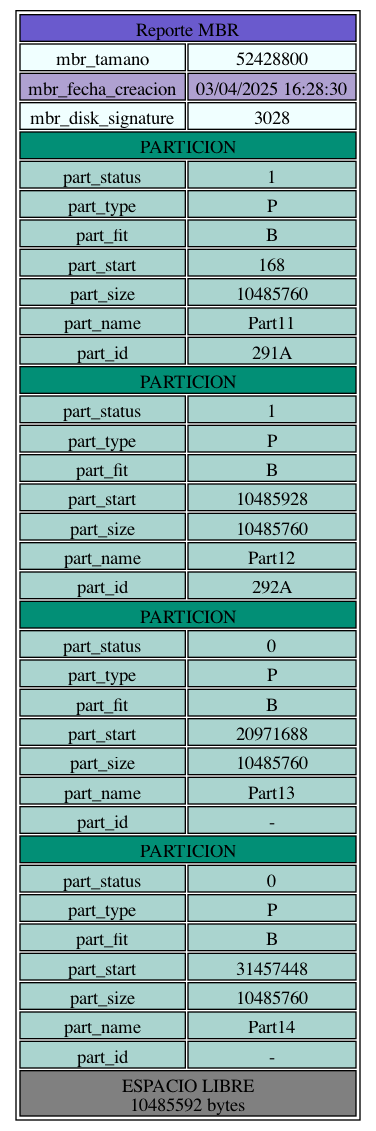 Reporte MBR
mbr_tamano 52428800
mbr_fecha_creacion 03/04/2025 16:28:30
mbr_disk_signature 3028
PARTICION
part_status 1
part_type P
part_fit B
part_start 168
part_size 10485760
part_name Part11
part_id 291A
PARTICION
part_status 1
part_type P
part_fit B
part_start 10485928
part_size 10485760
part_name Part12
part_id 292A
PARTICION
part_status 0
part_type P
part_fit B
part_start 20971688
part_size 10485760
part_name Part13
part_id -
PARTICION
part_status 0
part_type P
part_fit B
part_start 31457448
part_size 10485760
part_name Part14
part_id -
ESPACIO LIBRE
10485592 bytes